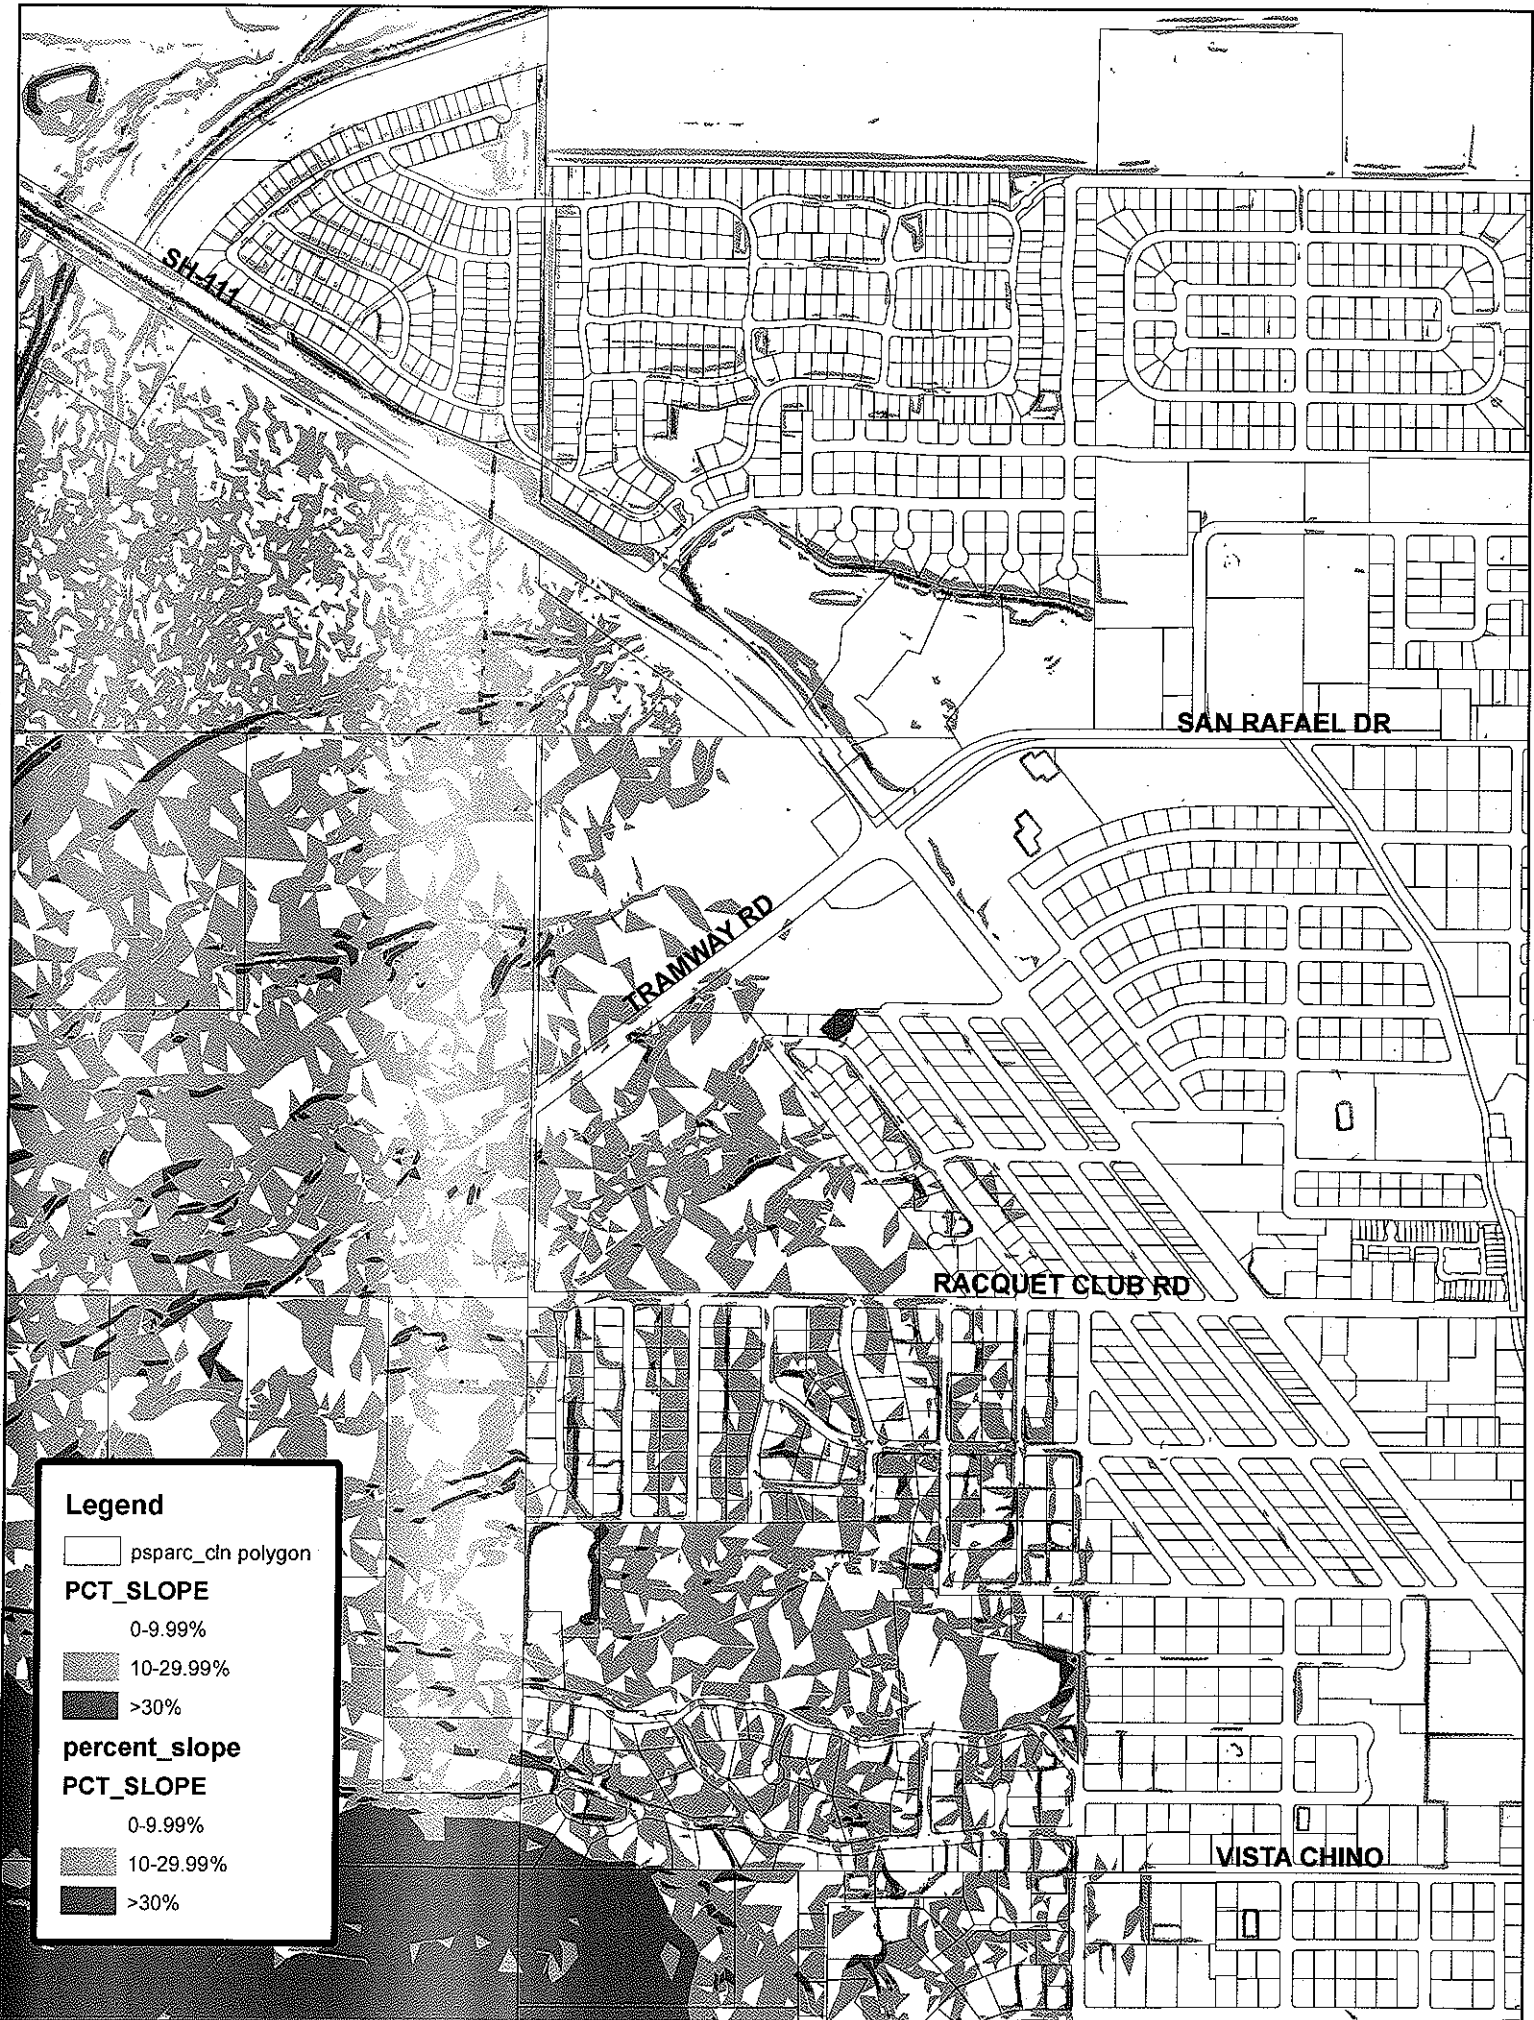 SH-111
SAN RAFAEL DR
TRAMWAY RD
RACQUET CLUB RD
VISTA CHINO
Legend
psparc_cln polygon
PCT_SLOPE
0-9.99%
10-29.99%
>30%
percent_slope
PCT_SLOPE
0-9.99%
10-29.99%
>30%